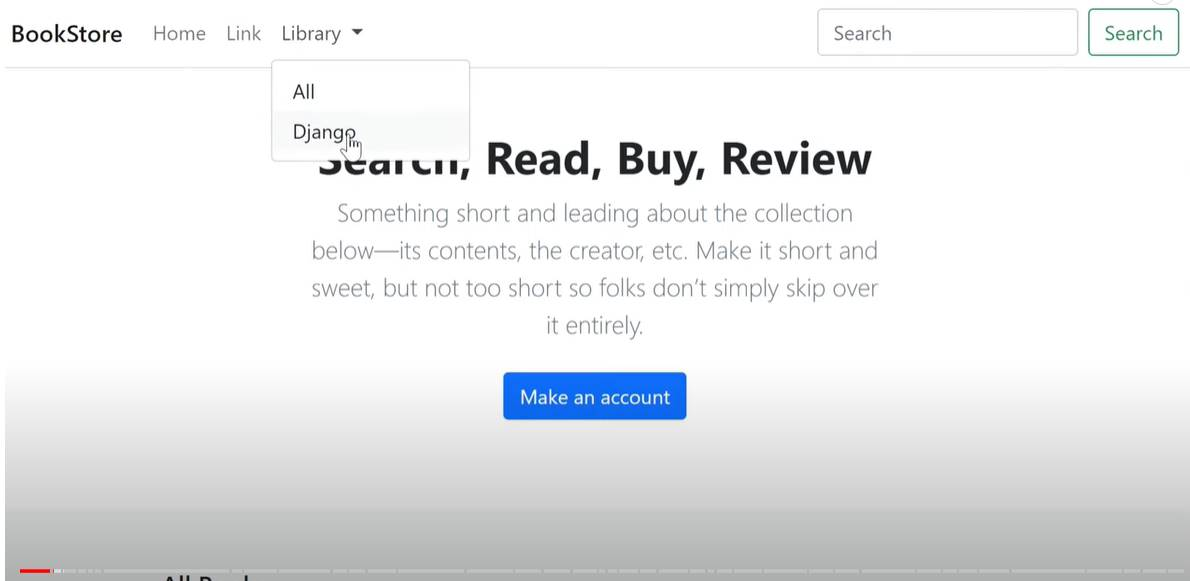 BookStore Home Link Library Search Search
All
Django
Search, Read, Buy, Review
Something short and leading about the collection
below—its contents, the creator, etc. Make it short and
sweet, but not too short so folks don't simply skip over
it entirely.
Make an account
All